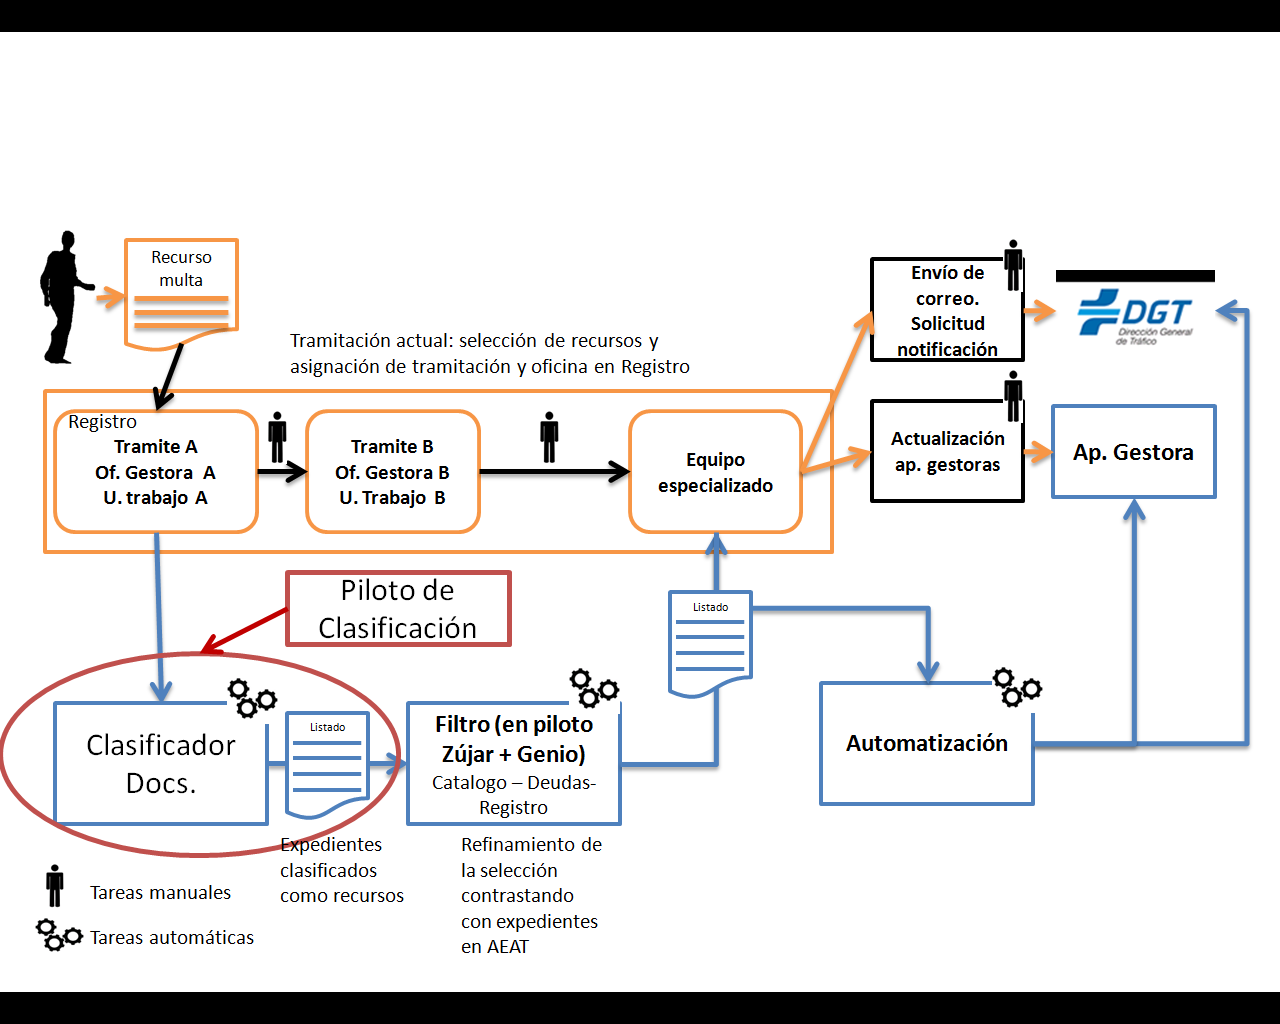 Recurso
multa
Tramitación actual: selección de recursos y
asignación de tramitación y oficina en Registro
Registro
Tramite A
Of. Gestora  A
U. trabajo A
Tramite B
Of. Gestora B
U. Trabajo  B
Equipo
especializado
Envío de
correo.
Solicitud
notificación
DGT
Dirección General
de Tráfico
Actualización
ap. gestoras
Ap. Gestora
Piloto de
Clasificación
Clasificador
Docs.
Listado
Expedientes
clasificados
como recursos
Filtro (en piloto
Zújar + Genio)
Catalogo – Deudas-
Registro
Refinamiento de
la selección
contrastando
con expedientes
en AEAT
Listado
Automatización
Tareas manuales
Tareas automáticas